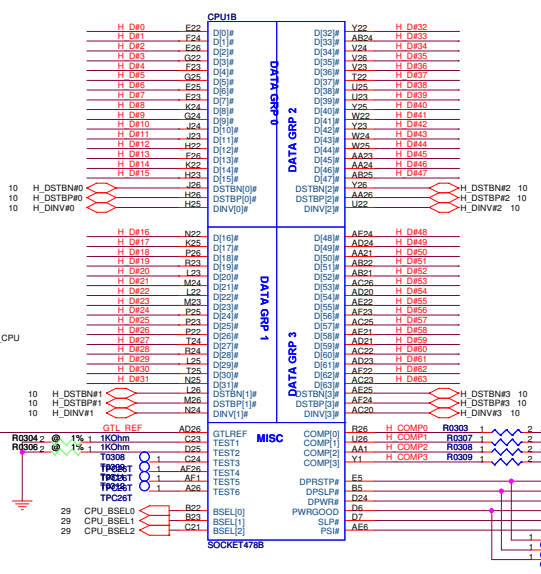 CPU1B
H_D#0 E22 D[0]# D[32]# Y22 H_D#32
H_D#1 F24 D[1]# D[33]# AB24 H_D#33
H_D#2 E26 D[2]# D[34]# V24 H_D#34
H_D#3 G22 D[3]# D[35]# V26 H_D#35
H_D#4 F23 D[4]# D[36]# V23 H_D#36
H_D#5 G25 D[5]# D[37]# T22 H_D#37
H_D#6 E25 D[6]# D[38]# U25 H_D#38
H_D#7 E23 D[7]# D[39]# U23 H_D#39
H_D#8 K24 D[8]# D[40]# Y25 H_D#40
H_D#9 G24 D[9]# D[41]# W22 H_D#41
H_D#10 J24 D[10]# D[42]# Y23 H_D#42
H_D#11 J23 D[11]# D[43]# W24 H_D#43
H_D#12 H22 D[12]# D[44]# W25 H_D#44
H_D#13 F26 D[13]# D[45]# AA23 H_D#45
H_D#14 K22 D[14]# D[46]# AA24 H_D#46
H_D#15 H23 D[15]# D[47]# AB25 H_D#47
10 H_DSTBN#0 J26 DSTBN[0]# DSTBN[2]# Y26 H_DSTBN#2 10
10 H_DSTBP#0 H26 DSTBP[0]# DSTBP[2]# AA26 H_DSTBP#2 10
10 H_DINV#0 H25 DINV[0]# DINV[2]# U22 H_DINV#2 10
DATA GRP 0
DATA GRP 2
H_D#16 N22 D[16]# D[48]# AE24 H_D#48
H_D#17 K25 D[17]# D[49]# AD24 H_D#49
H_D#18 P26 D[18]# D[50]# AA21 H_D#50
H_D#19 R23 D[19]# D[51]# AB22 H_D#51
H_D#20 L23 D[20]# D[52]# AB21 H_D#52
H_D#21 M24 D[21]# D[53]# AC26 H_D#53
H_D#22 L22 D[22]# D[54]# AD20 H_D#54
H_D#23 M23 D[23]# D[55]# AE22 H_D#55
H_D#24 P25 D[24]# D[56]# AF23 H_D#56
H_D#25 P23 D[25]# D[57]# AC25 H_D#57
H_D#26 P22 D[26]# D[58]# AE21 H_D#58
H_D#27 T24 D[27]# D[59]# AD21 H_D#59
H_D#28 R24 D[28]# D[60]# AC22 H_D#60
H_D#29 L25 D[29]# D[61]# AD23 H_D#61
H_D#30 T25 D[30]# D[62]# AF22 H_D#62
H_D#31 N25 D[31]# D[63]# AC23 H_D#63
10 H_DSTBN#1 L26 DSTBN[1]# DSTBN[3]# AE25 H_DSTBN#3 10
10 H_DSTBP#1 M26 DSTBP[1]# DSTBP[3]# AF24 H_DSTBP#3 10
10 H_DINV#1 N24 DINV[1]# DINV[3]# AC20 H_DINV#3 10
DATA GRP 1
DATA GRP 3
_CPU
GTL_REF AD26 GTLREF MISC COMP[0] R26 H_COMP0 R0303 1 2
R0304 2 @ 1% 1 1KOhm C23 TEST1 COMP[1] U26 H_COMP1 R0307 1 2
R0306 2 @ 1% 1 1KOhm D25 TEST2 COMP[2] AA1 H_COMP2 R0308 1 2
T0308 C24 TEST3 COMP[3] Y1 H_COMP3 R0309 1 2
AF26 TEST4
AF1 TEST5 DPRSTP# E5
TPC26T A26 TEST6 DPSLP# B5
DPWR# D24
29 CPU_BSEL0 B22 BSEL[0] PWRGOOD D6
29 CPU_BSEL1 B23 BSEL[1] SLP# D7
29 CPU_BSEL2 C21 BSEL[2] PSI# AE6
SOCKET478B
1
1
1